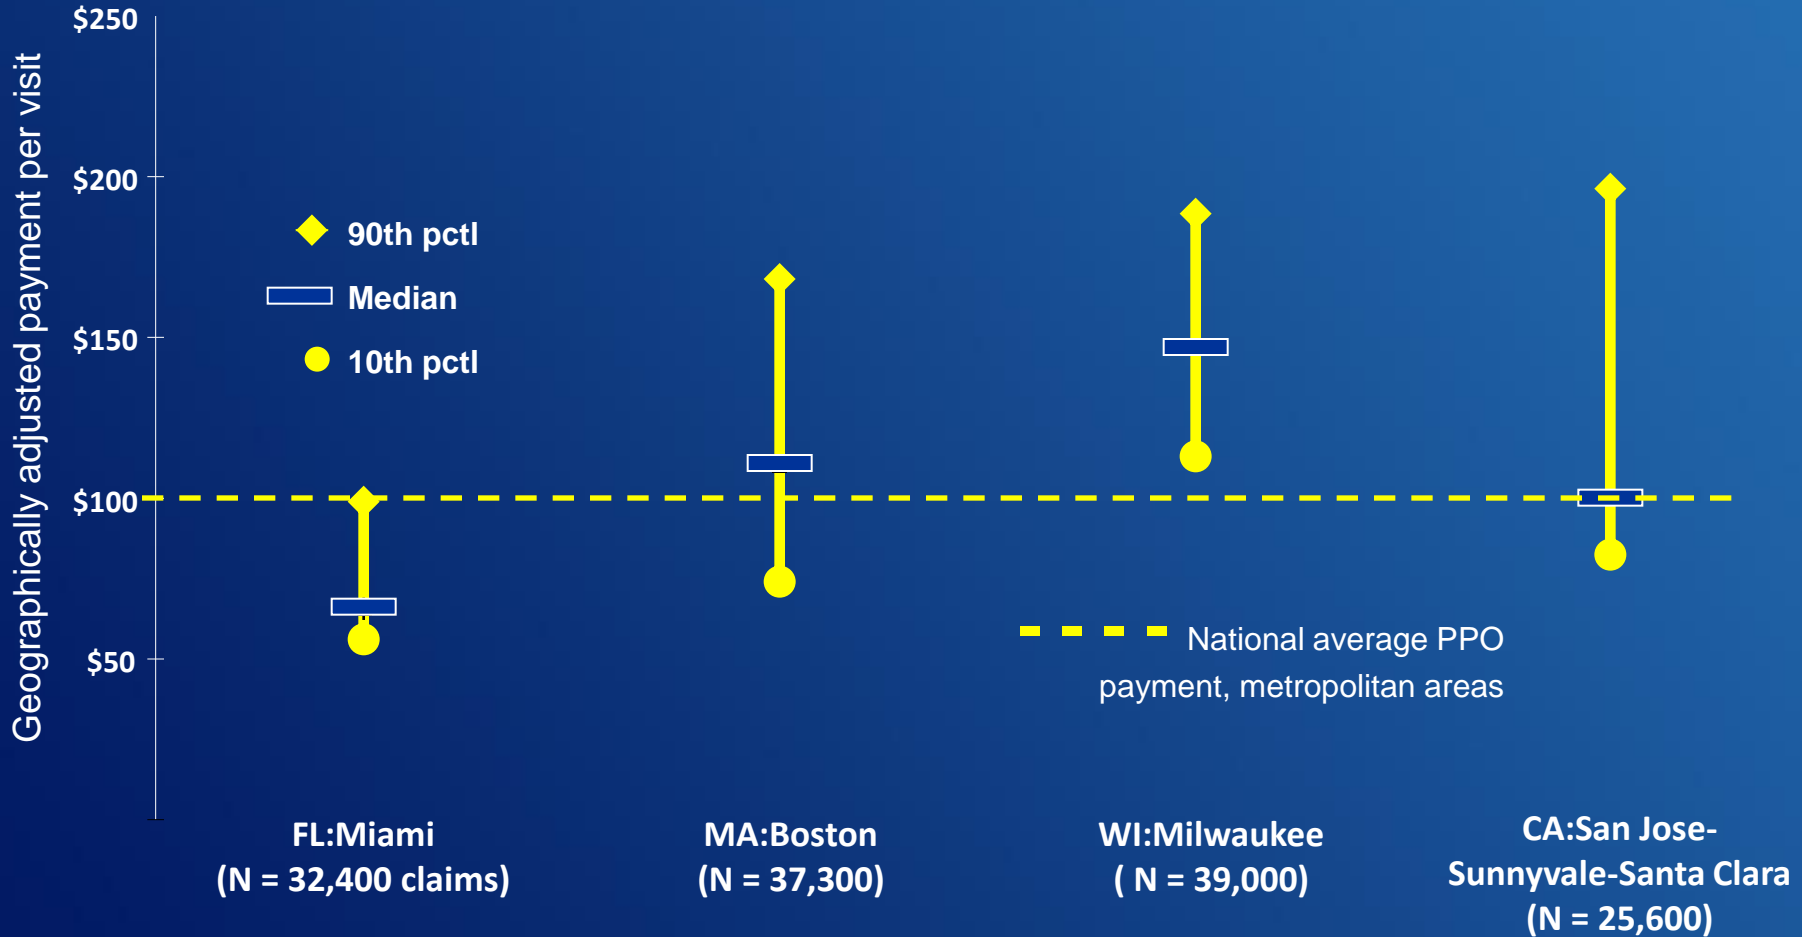 Geographically adjusted payment per visit
$250
$200
$150
$100
$50
90th pctl
Median
10th pctl
National average PPO
payment, metropolitan areas
FL:Miami
(N = 32,400 claims)
MA:Boston
(N = 37,300)
WI:Milwaukee
( N = 39,000)
CA:San Jose-
Sunnyvale-Santa Clara
(N = 25,600)